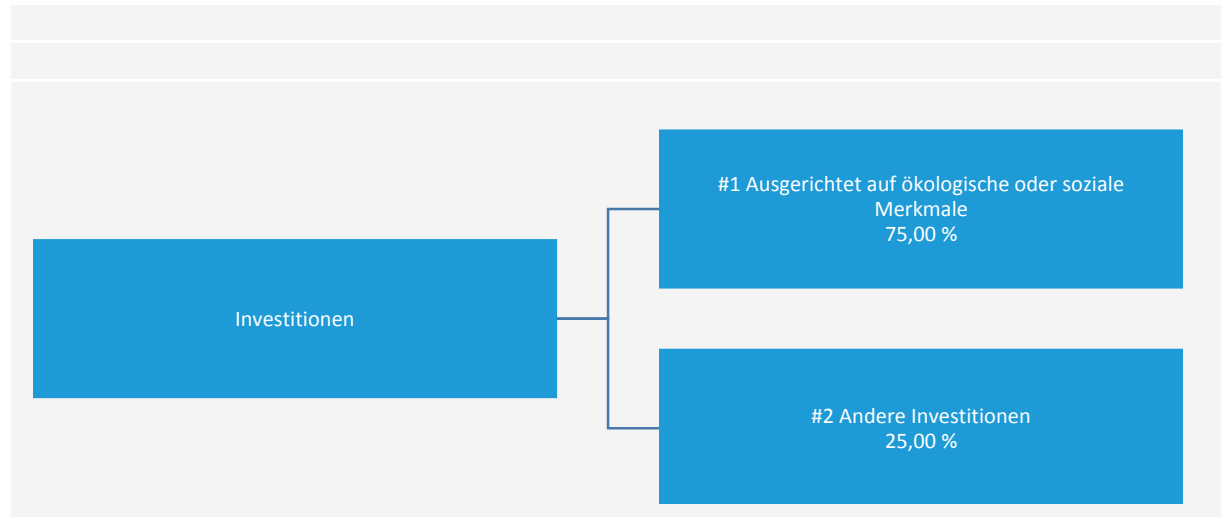 #1 Ausgerichtet auf ökologische oder soziale
Merkmale
75,00 %
Investitionen
#2 Andere Investitionen
25,00 %